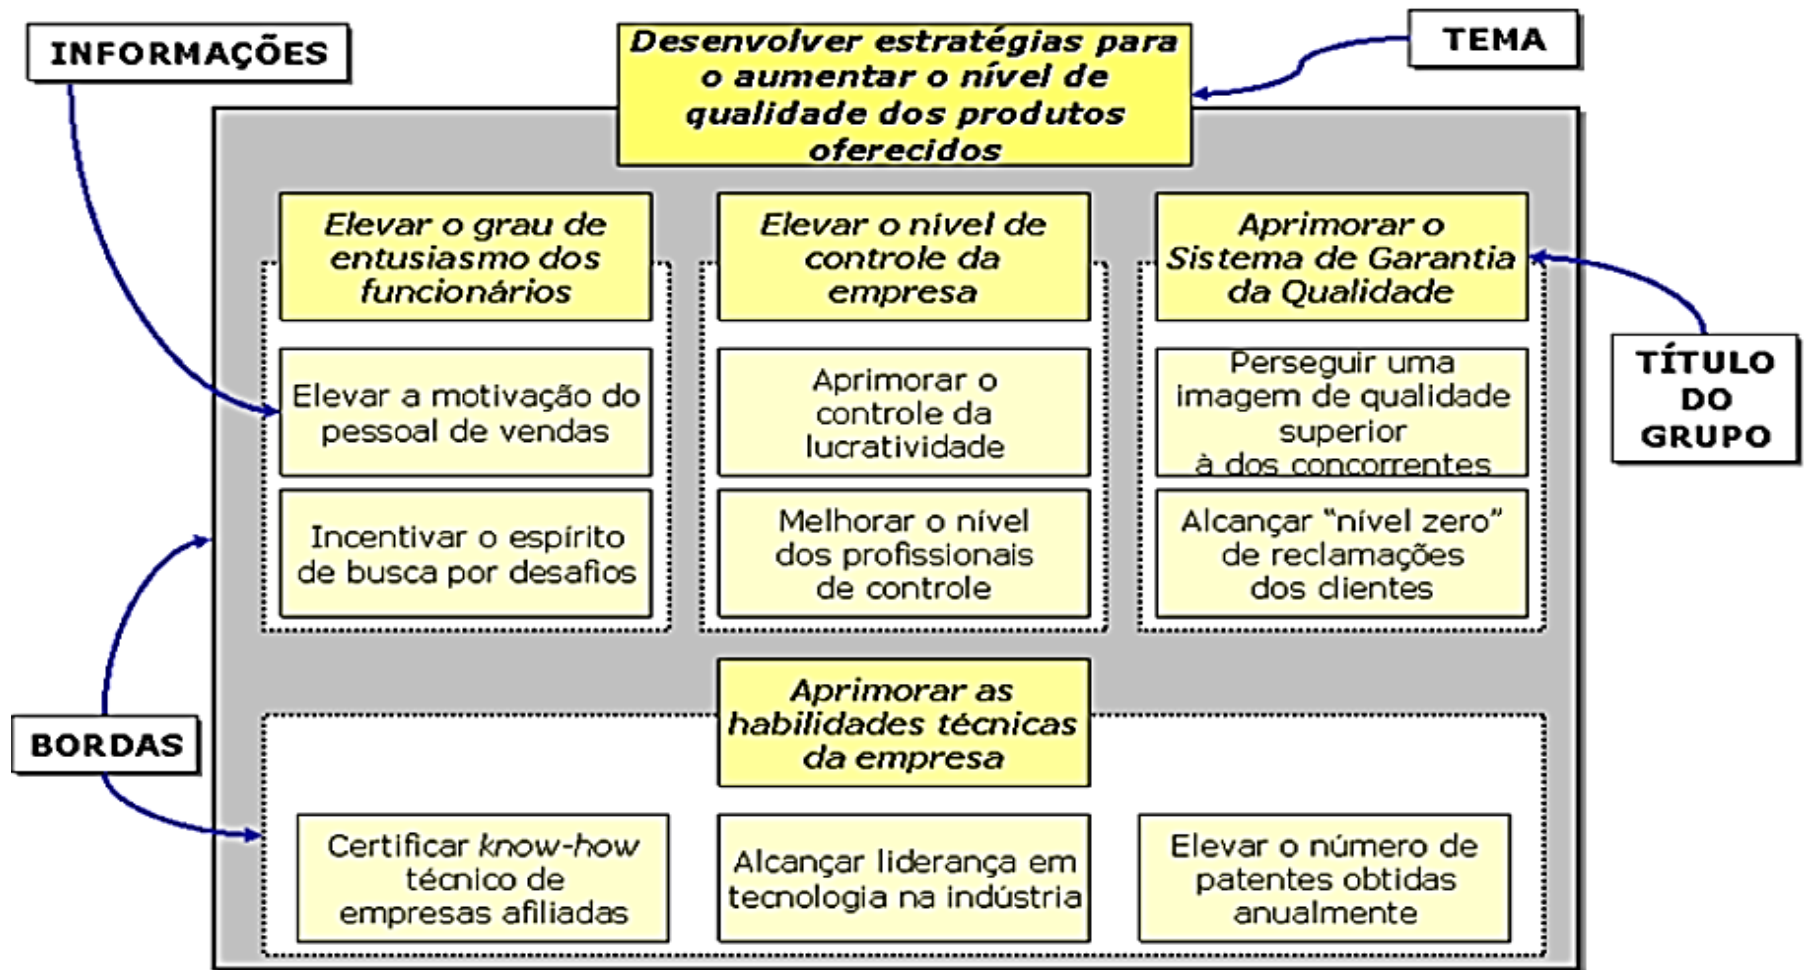 INFORMAÇÕES
Desenvolver estratégias para
o aumentar o nível de
qualidade dos produtos
oferecidos
TEMA
Elevar o grau de
entusiasmo dos
funcionários
Elevar a motivação do
pessoal de vendas
Incentivar o espírito
de busca por desafios
Elevar o nível de
controle da
empresa
Aprimorar o
controle da
lucratividade
Melhorar o nível
dos profissionais
de controle
Aprimorar o
Sistema de Garantia
da Qualidade
Perseguir uma
imagem de qualidade
superior
à dos concorrentes
Alcançar “nível zero”
de reclamações
dos clientes
TÍTULO
DO
GRUPO
BORDAS
Aprimorar as
habilidades técnicas
da empresa
Certificar know-how
técnico de
empresas afiliadas
Alcançar liderança em
tecnologia na indústria
Elevar o número de
patentes obtidas
anualmente